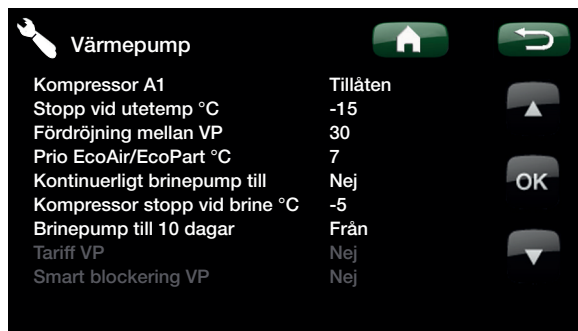 Värmepump
Kompressor A1 Tillåten
Stopp vid utetemp °C -15
Fördröjning mellan VP 30
Prio EcoAir/EcoPart °C 7
Kontinuerligt brinepump till Nej
Kompressor stopp vid brine °C -5
Brinepump till 10 dagar Från
Tariff VP Nej
Smart blockering VP Nej
OK